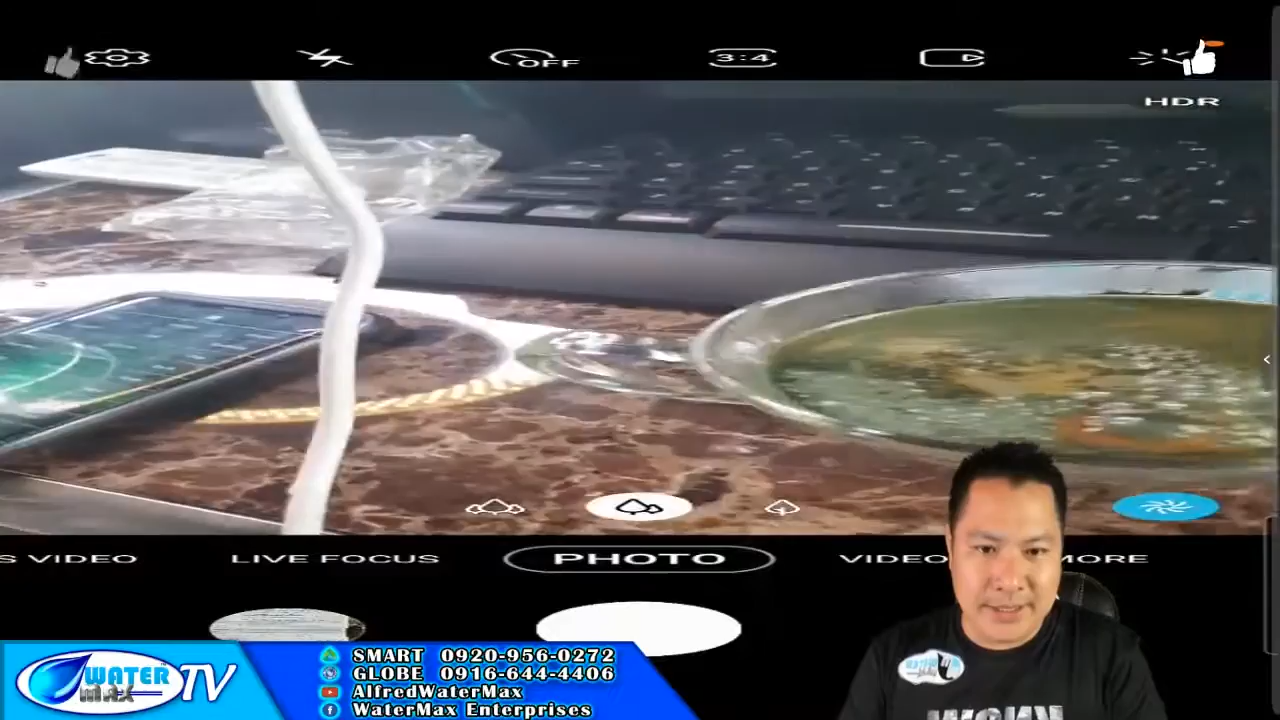 OFF
3:4
HDR
S VIDEO
LIVE FOCUS
PHOTO
VIDEO
MORE
WATER
MAX
TV
SMART 0920-956-0272
GLOBE 0916-644-4406
AlfredWaterMax
WaterMax Enterprises